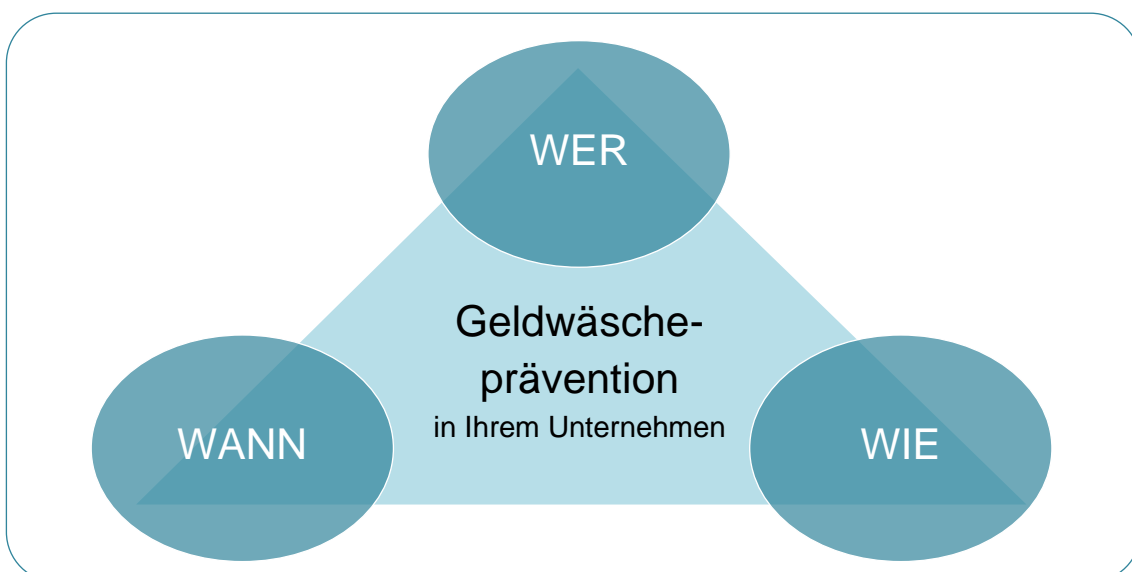 WER
Geldwäsche-
prävention
in Ihrem Unternehmen
WANN
WIE